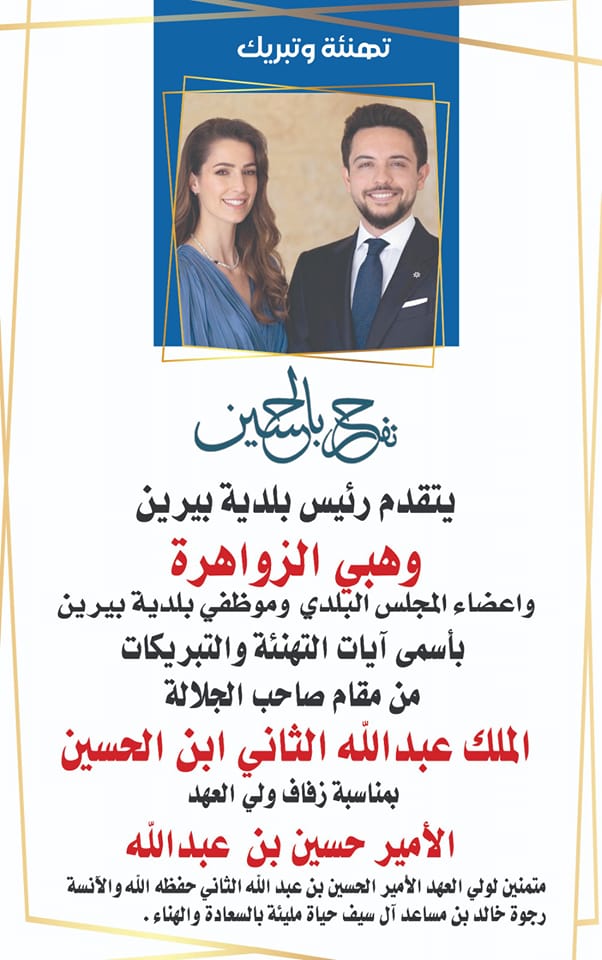 تهنئة وتبريك
نفرح بالحسين
يتقدم رئيس بلدية بيرين
وهبي الزواهرة
واعضاء المجلس البلدي وموظفي بلدية بيرين
بأسمى آيات التهنئة والتبريكات
من مقام صاحب الجلالة
الملك عبدالله الثاني ابن الحسين
بمناسبة زفاف ولي العهد
الأمير حسين بن عبدالله
متمنين لولي العهد الأمير الحسين بن عبد الله الثاني حفظه الله والآنسة
رجوة خالد بن مساعد آل سيف حياة مليئة بالسعادة والهناء .